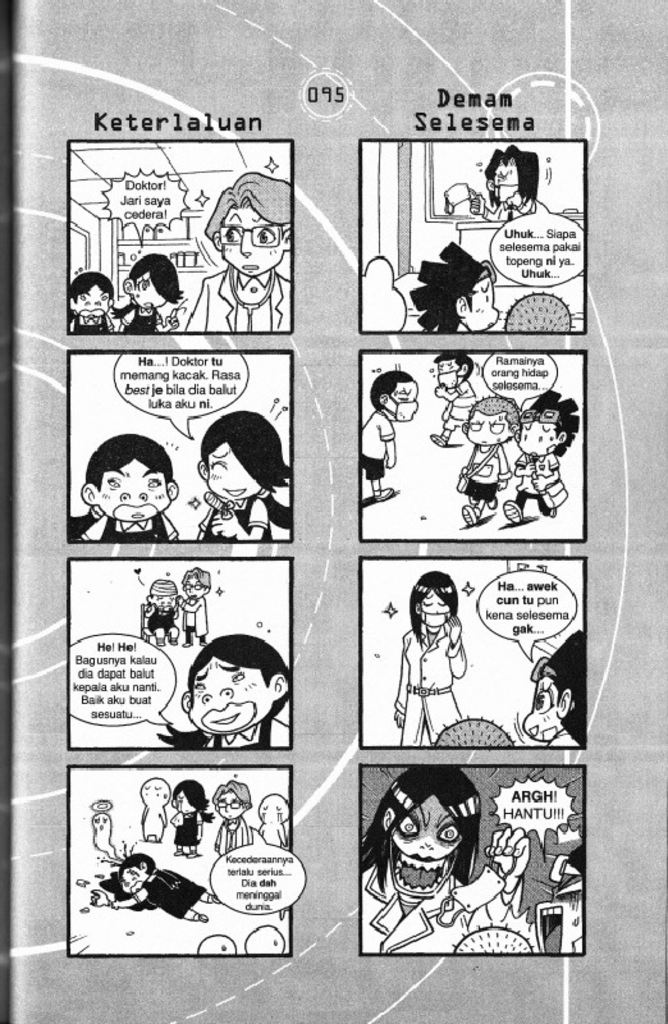 095
Keterlaluan
Doktor!
Jari saya
cedera!
Ha...! Doktor tu
memang kacak. Rasa
best je bila dia balut
luka aku ni.
He! He!
Bagusnya kalau
dia dapat balut
kepala aku nanti.
Baik aku buat
sesuatu...
Kecederaannya
terlalu serius...
Dia dah
meninggal
dunia.
Demam
Selesema
Uhuk... Siapa
selesema pakai
topeng ni ya.
Uhuk...
Ramainya
orang hidap
selesema...
Ha... awek
cun tu pun
kena selesema
gak....
ARGH!
HANTU!!!